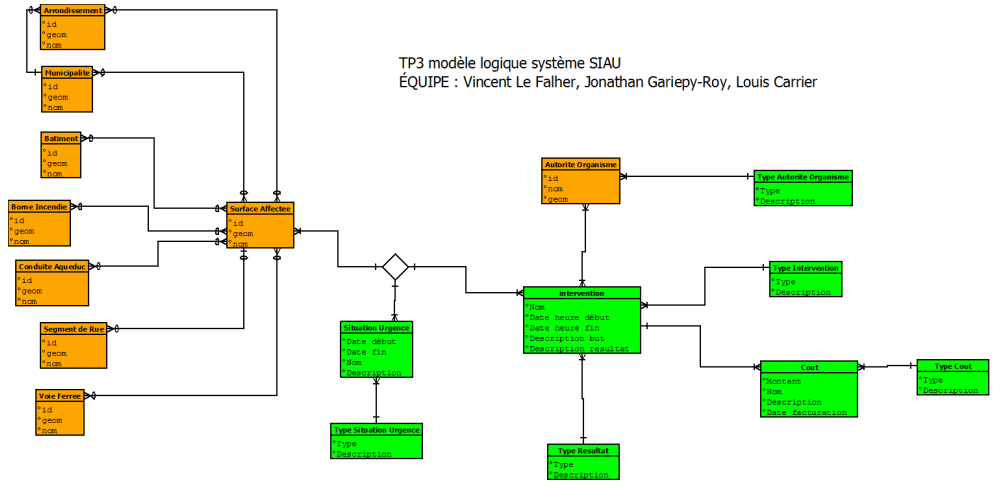 Arrondissement
°id
°geom
°nom
TP3 modèle logique système SIAU
ÉQUIPE : Vincent Le Falher, Jonathan Gariepy-Roy, Louis Carrier
Municipalite
°id
°geom
°nom
Batiment
°id
°geom
°nom
Borne Incendie
°id
°geom
°nom
Conduite Aqueduc
°id
°geom
°nom
Segment de Rue
°id
°geom
°nom
Voie Ferree
°id
°geom
°nom
Surface Affectee
°id
°geom
°nom
Situation Urgence
°Date début
°Date fin
°Nom
°Description
Type Situation Urgence
°Type
°Description
Autorite Organisme
°id
°nom
°geom
Type Autorite Organisme
°Type
°Description
Intervention
°Nom
°Date heure début
°Date heure fin
°Description but
°Description resultat
Type Intervention
°Type
°Description
Cout
°Montant
°Nom
°Description
°Date facturation
Type Cout
°Type
°Description
Type Resultat
°Type
°Description